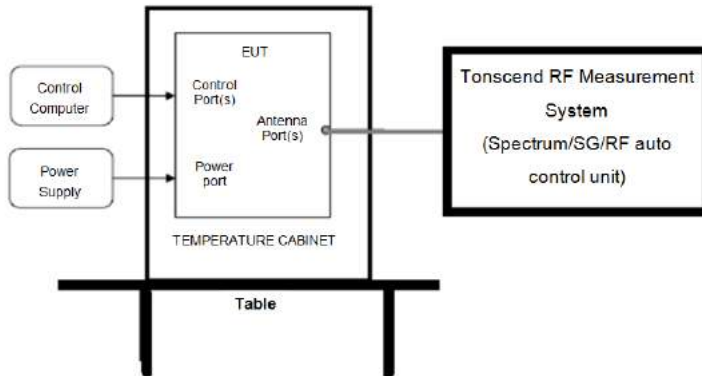 EUT
Control
Computer
Control
Port(s)
Antenna
Port(s)
Power
Supply
Power
port
TEMPERATURE CABINET
Table
Tonscend RF Measurement
System
(Spectrum/SG/RF auto
control unit)